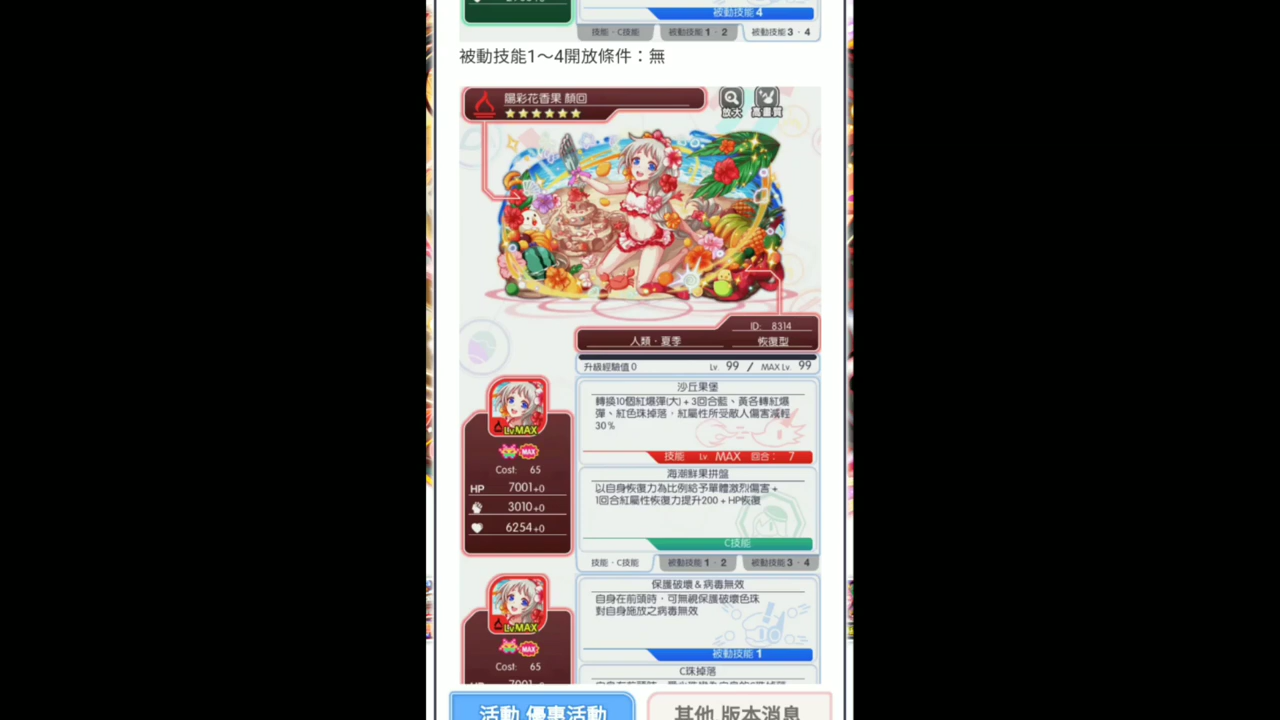 被動技能 4
技能・C技能
被動技能 1・2
被動技能 3・4
被動技能1～4開放條件：無
陽彩花香果 顏回
★★★★★★
放大
高畫質
ID: 8314
人類・夏季
恢復型
升級經驗值 0
Lv 99 / MAX Lv. 99
沙丘果堡
轉換10個紅爆彈(大)＋3回合藍、黃各轉紅爆
彈、紅色珠掉落，紅屬性所受敵人傷害減輕
30％
技能 Lv MAX 回合： 7
LvMAX
MAX
Cost: 65
HP 7001+0
3010+0
6254+0
海潮鮮果拼盤
以自身恢復力為比例給予單體激烈傷害＋
1回合紅屬性恢復力提升200＋HP恢復
C技能
技能・C技能
被動技能 1・2
被動技能 3・4
保護破壞＆病毒無效
自身在前頭時，可無視保護破壞色珠
對自身施放之病毒無效
被動技能 1
LvMAX
MAX
Cost: 65
C珠掉落
活動 優惠活動
其他 版本消息